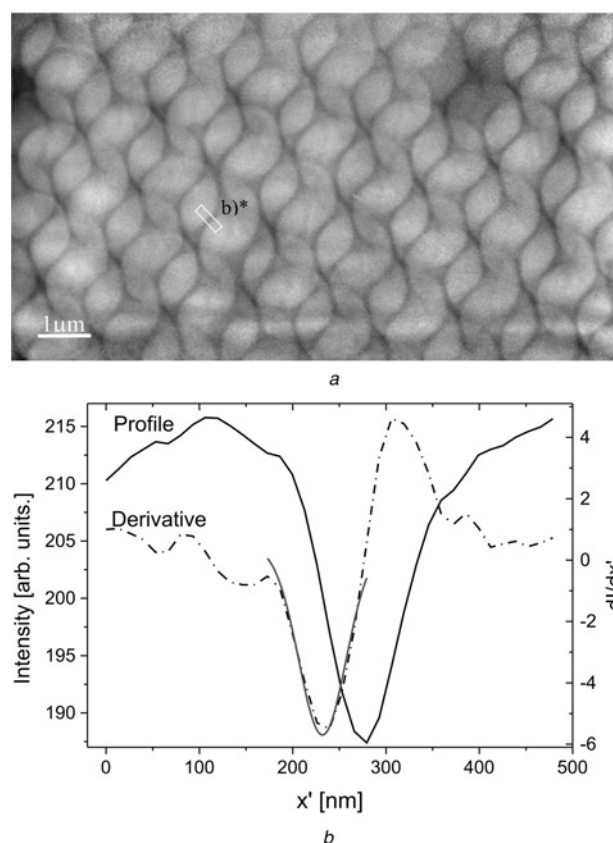 b)*
1μm
a
215
210
205
200
195
190
Intensity [arb. units.]
Profile
Derivative
4
2
0
-2
-4
-6
dI/dx'
0
100
200
300
400
500
x' [nm]
b